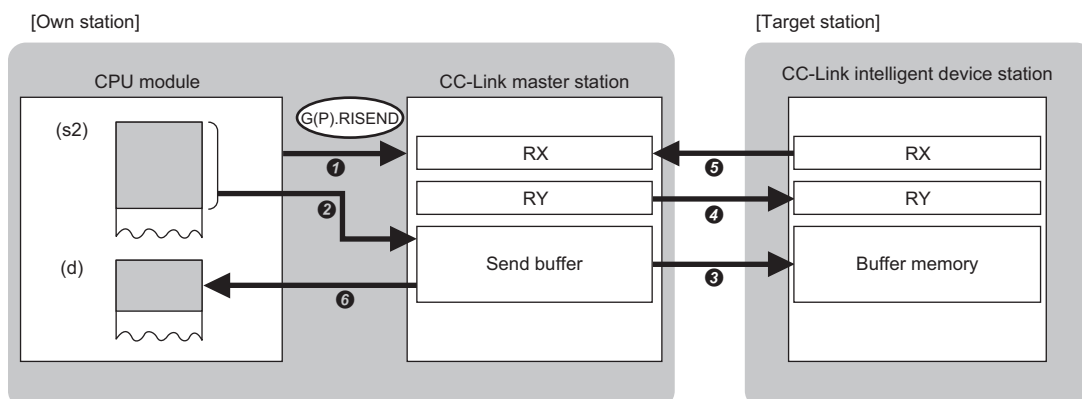 [Own station]
[Target station]
CPU module
CC-Link master station
CC-Link intelligent device station
(s2)
G(P).RISEND
❶
RX
❺
RX
❷
RY
❹
RY
(d)
Send buffer
❸
Buffer memory
❻